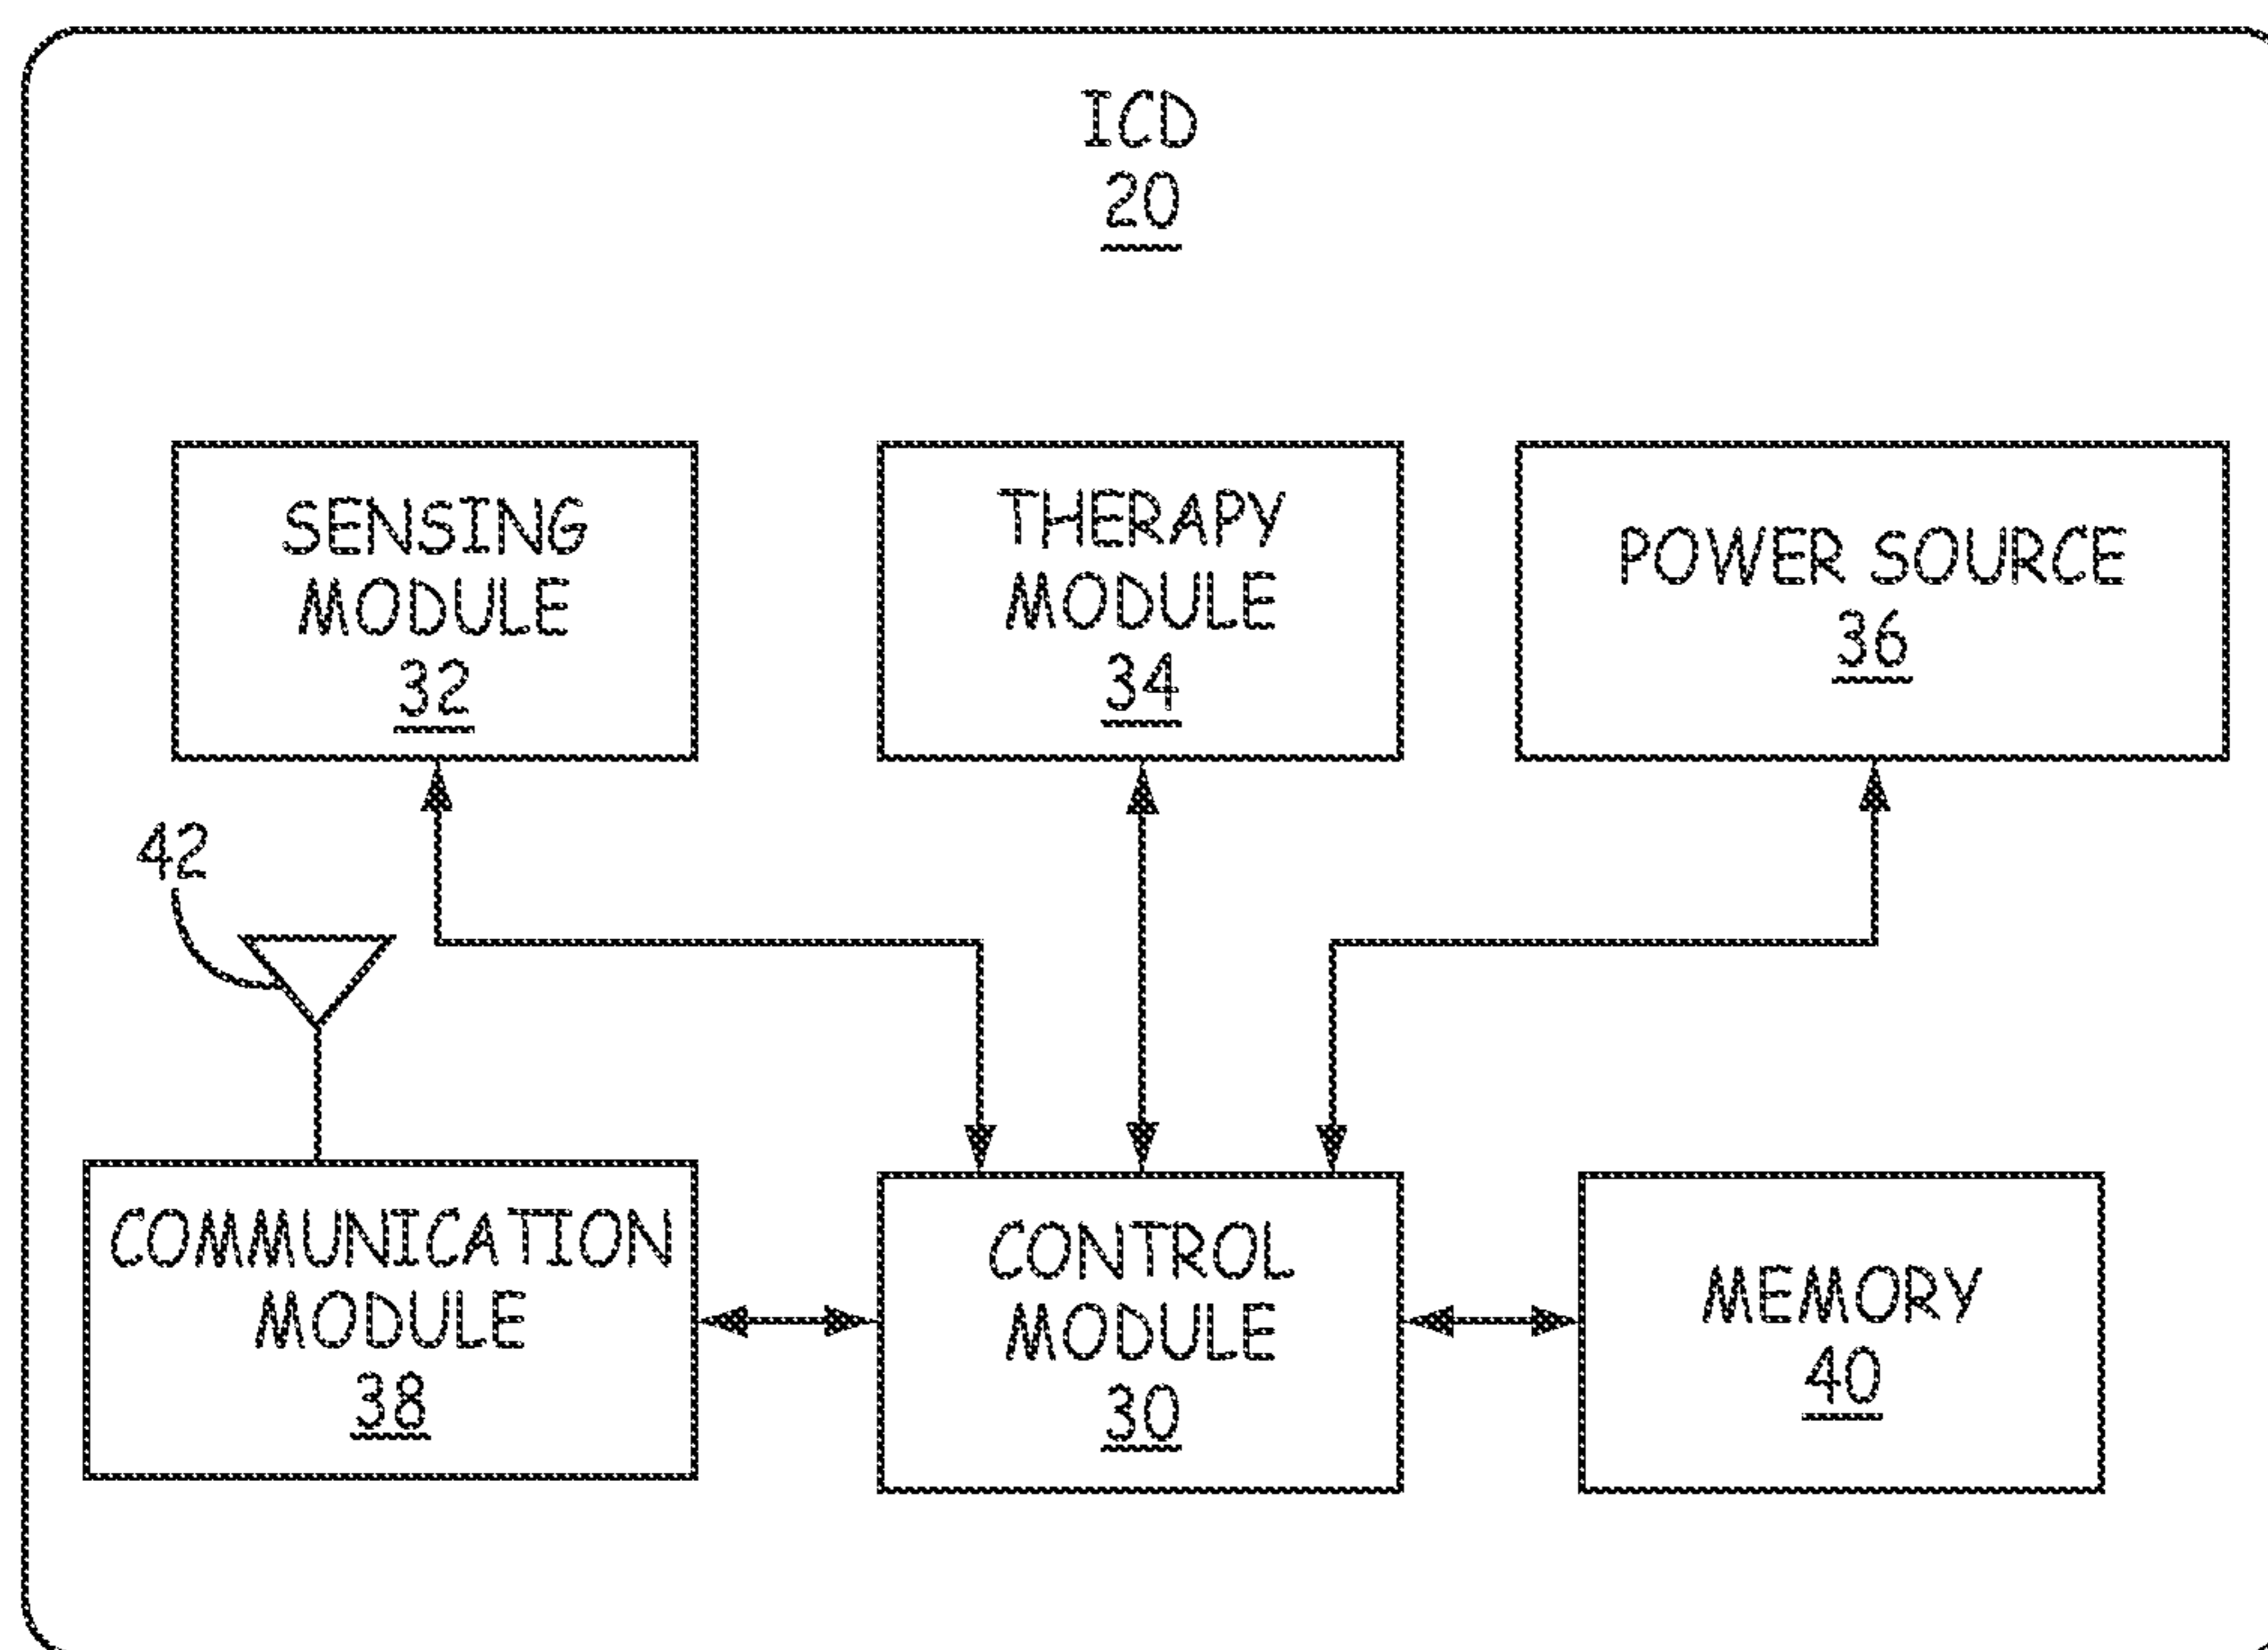 ICD
20
SENSING
MODULE
32
THERAPY
MODULE
34
POWER SOURCE
36
42
COMMUNICATION
MODULE
38
CONTROL
MODULE
30
MEMORY
40